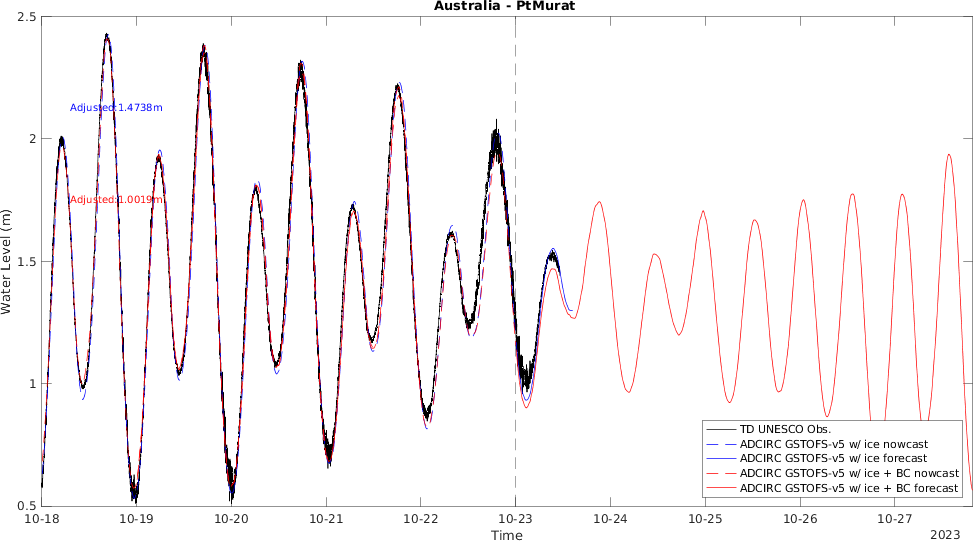 Australia - PtMurat
2.5
2
1.5
1
0.5
Water Level (m)
Adjusted:1.4738m
Adjusted:1.0019m
TD UNESCO Obs.
ADCIRC GSTOFS-v5 w/ ice nowcast
ADCIRC GSTOFS-v5 w/ ice forecast
ADCIRC GSTOFS-v5 w/ ice + BC nowcast
ADCIRC GSTOFS-v5 w/ ice + BC forecast
10-18 10-19 10-20 10-21 10-22 10-23 10-24 10-25 10-26 10-27
Time
2023